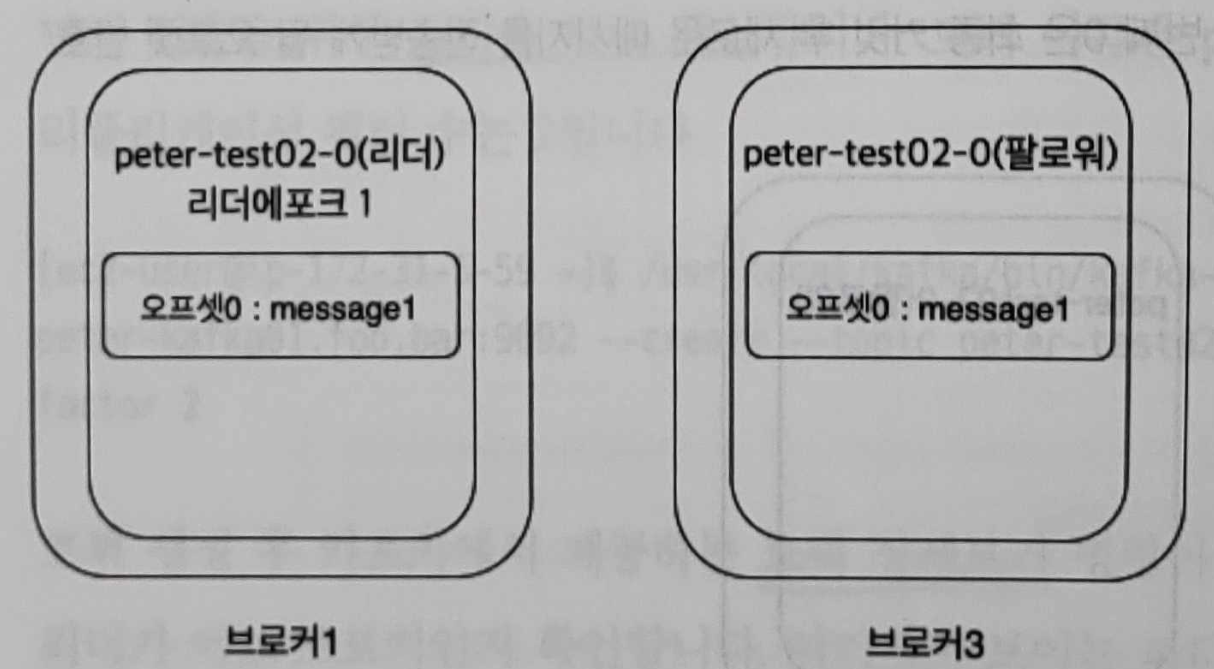 peter-test02-0(리더)
리더에포크 1
오프셋0 : message1
브로커1
peter-test02-0(팔로워)
오프셋0 : message1
브로커3